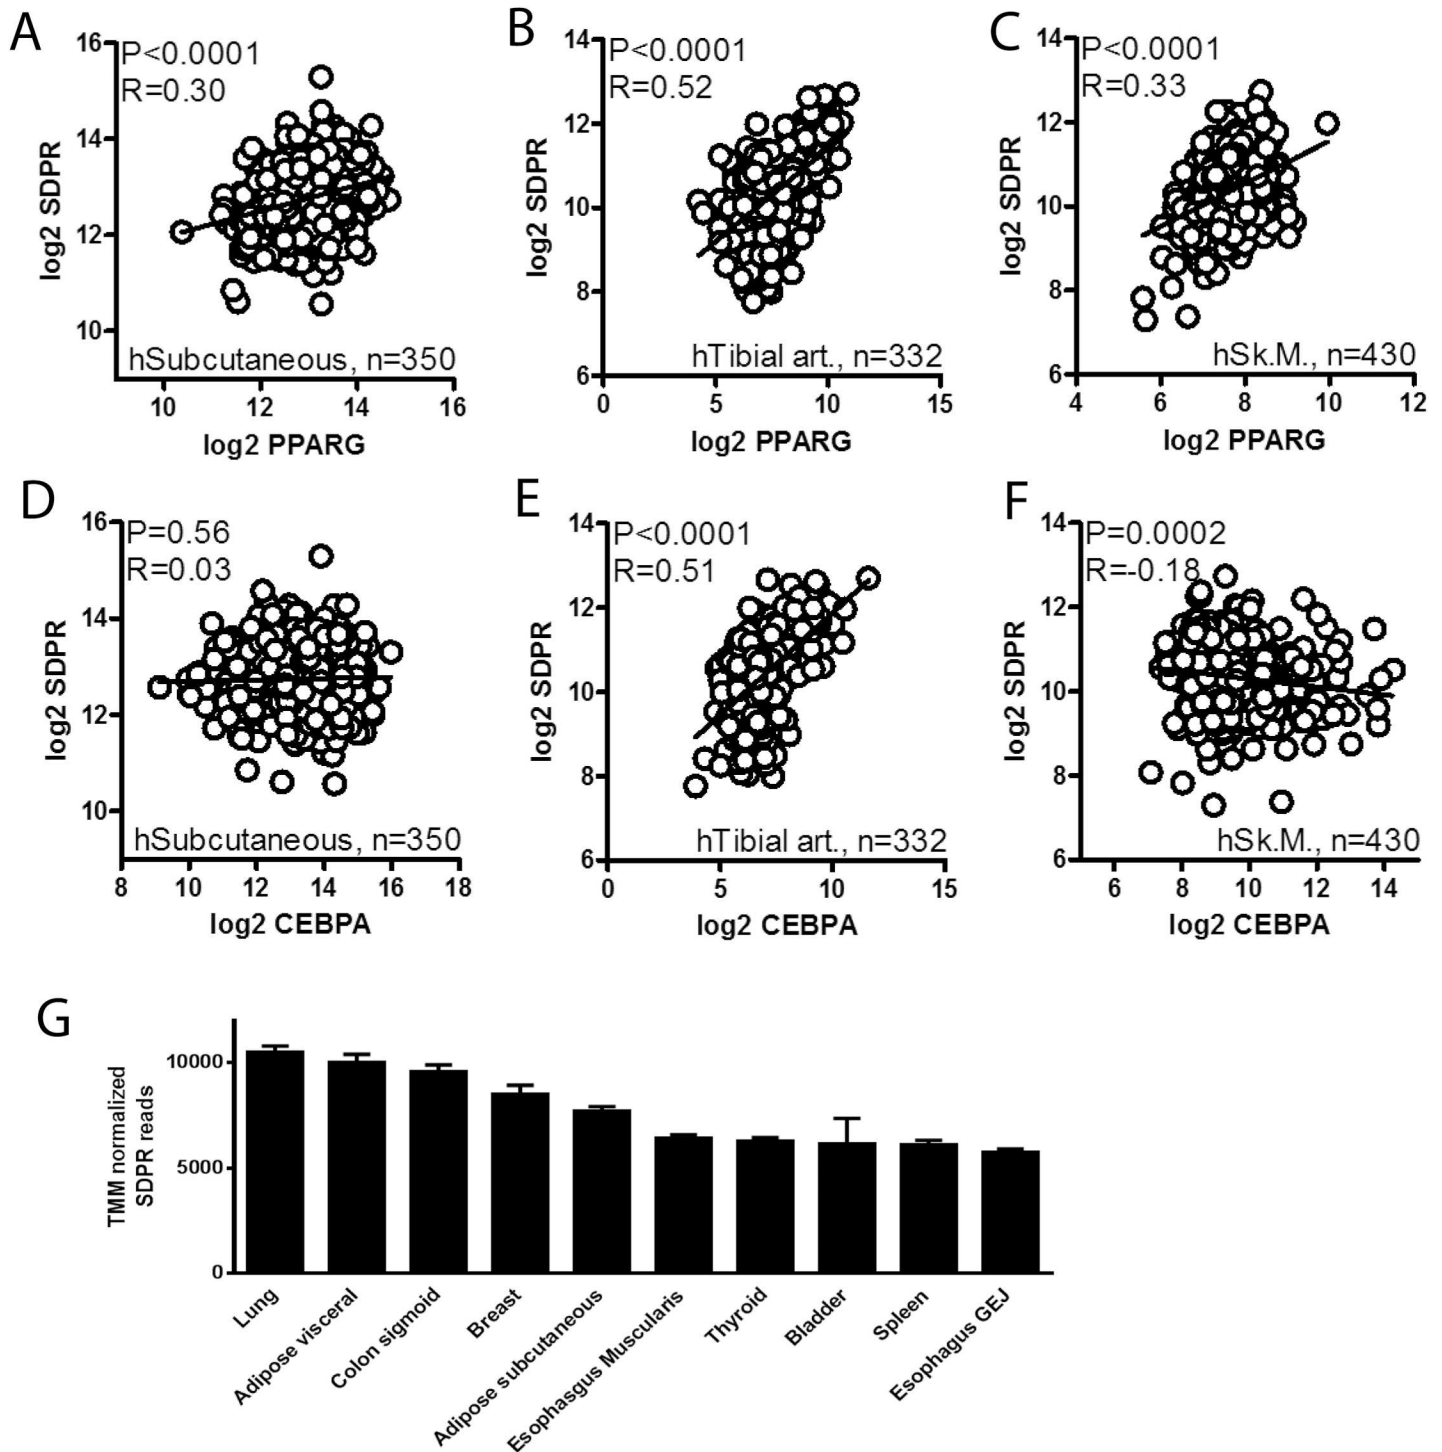 A
P<0.0001
R=0.30
16
14
12
10
log2 SDPR
hSubcutaneous, n=350
10
12
14
16
log2 PPARG
B
P<0.0001
R=0.52
14
12
10
8
6
log2 SDPR
hTibial art., n=332
0
5
10
15
log2 PPARG
C
P<0.0001
R=0.33
14
12
10
8
6
log2 SDPR
hSk.M., n=430
4
6
8
10
12
log2 PPARG
D
P=0.56
R=0.03
16
14
12
10
log2 SDPR
hSubcutaneous, n=350
8
10
12
14
16
18
log2 CEBPA
E
P<0.0001
R=0.51
14
12
10
8
6
log2 SDPR
hTibial art., n=332
0
5
10
15
log2 CEBPA
F
P=0.0002
R=-0.18
14
12
10
8
6
log2 SDPR
hSk.M., n=430
6
8
10
12
14
log2 CEBPA
G
TMM normalized
SDPR reads
10000
5000
0
Lung
Adipose visceral
Colon sigmoid
Breast
Adipose subcutaneous
Esophasgus Muscularis
Thyroid
Bladder
Spleen
Esophagus GEJ